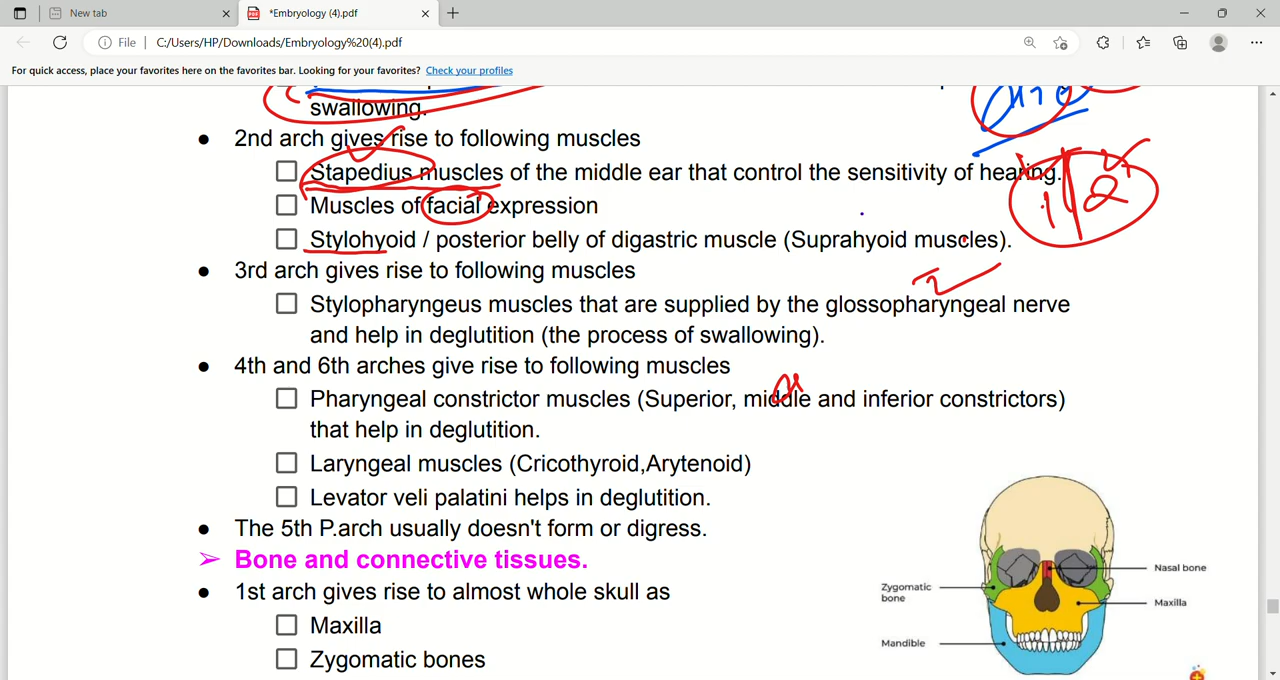 New tab
*Embryology (4).pdf
File
C:/Users/HP/Downloads/Embryology%20(4).pdf
For quick access, place your favorites here on the favorites bar. Looking for your favorites? Check your profiles
swallowing.
● 2nd arch gives rise to following muscles
Stapedius muscles of the middle ear that control the sensitivity of hearing.
1 2
Muscles of facial expression
Stylohyoid / posterior belly of digastric muscle (Suprahyoid muscles).
● 3rd arch gives rise to following muscles
Stylopharyngeus muscles that are supplied by the glossopharyngeal nerve
and help in deglutition (the process of swallowing).
● 4th and 6th arches give rise to following muscles
Pharyngeal constrictor muscles (Superior, middle and inferior constrictors)
that help in deglutition.
Laryngeal muscles (Cricothyroid,Arytenoid)
Levator veli palatini helps in deglutition.
● The 5th P.arch usually doesn't form or digress.
➢ Bone and connective tissues.
● 1st arch gives rise to almost whole skull as
Maxilla
Zygomatic bones
Nasal bone
Zygomatic
bone
Maxilla
Mandible